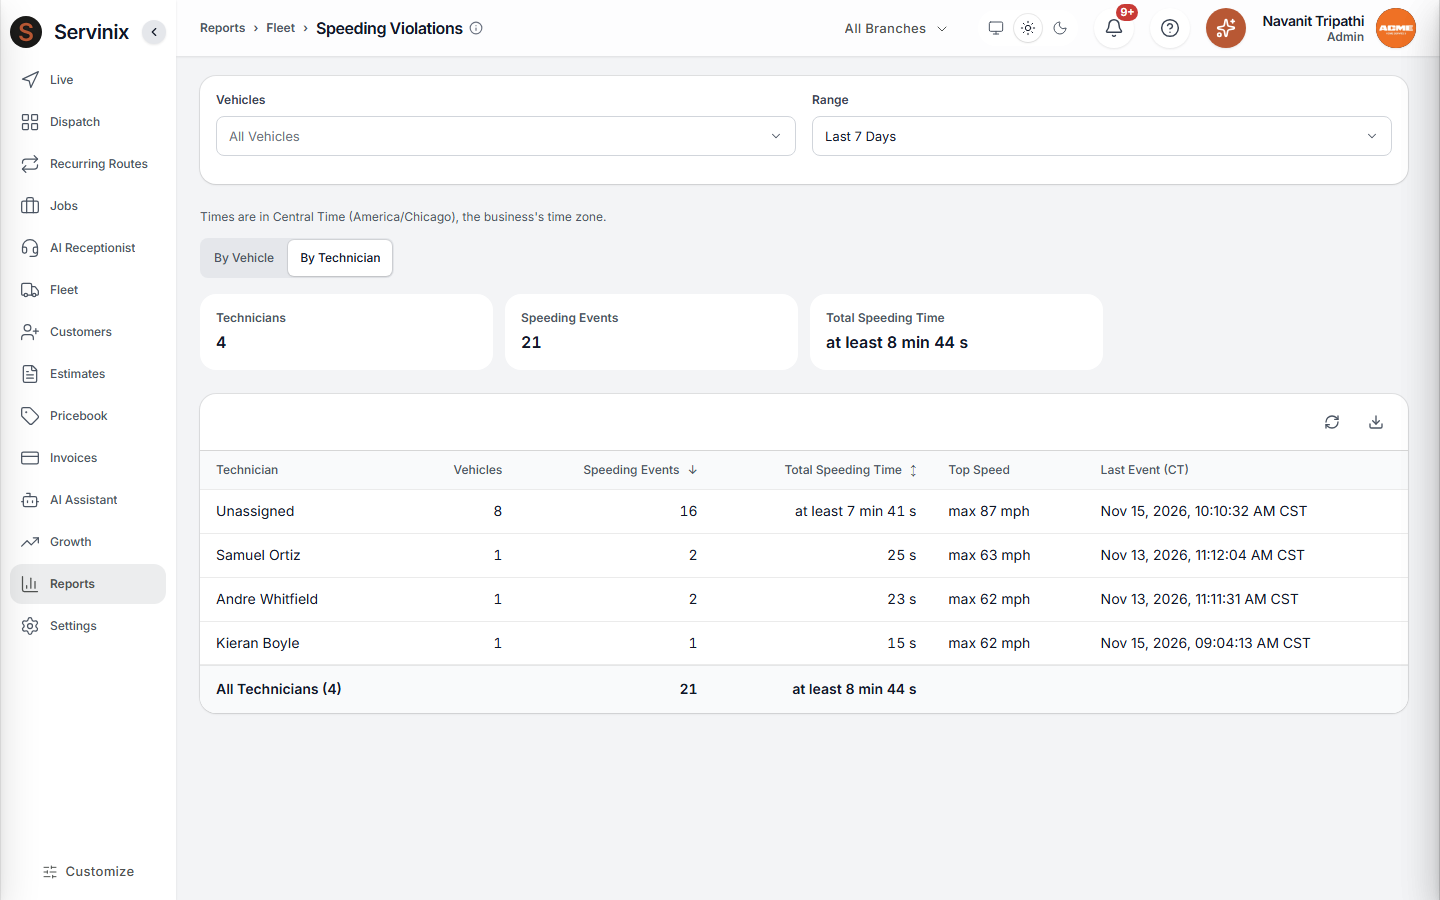 Servinix
Live
Dispatch
Recurring Routes
Jobs
AI Receptionist
Fleet
Customers
Estimates
Pricebook
Invoices
AI Assistant
Growth
Reports
Settings
Customize
Reports › Fleet › Speeding Violations
All Branches
9+
Navanit Tripathi
Admin
ACME
Vehicles
All Vehicles
Range
Last 7 Days
Times are in Central Time (America/Chicago), the business's time zone.
By Vehicle By Technician
Technicians
4
Speeding Events
21
Total Speeding Time
at least 8 min 44 s
Technician Vehicles Speeding Events ↓ Total Speeding Time ↕ Top Speed Last Event (CT)
Unassigned 8 16 at least 7 min 41 s max 87 mph Nov 15, 2026, 10:10:32 AM CST
Samuel Ortiz 1 2 25 s max 63 mph Nov 13, 2026, 11:12:04 AM CST
Andre Whitfield 1 2 23 s max 62 mph Nov 13, 2026, 11:11:31 AM CST
Kieran Boyle 1 1 15 s max 62 mph Nov 15, 2026, 09:04:13 AM CST
All Technicians (4) 21 at least 8 min 44 s